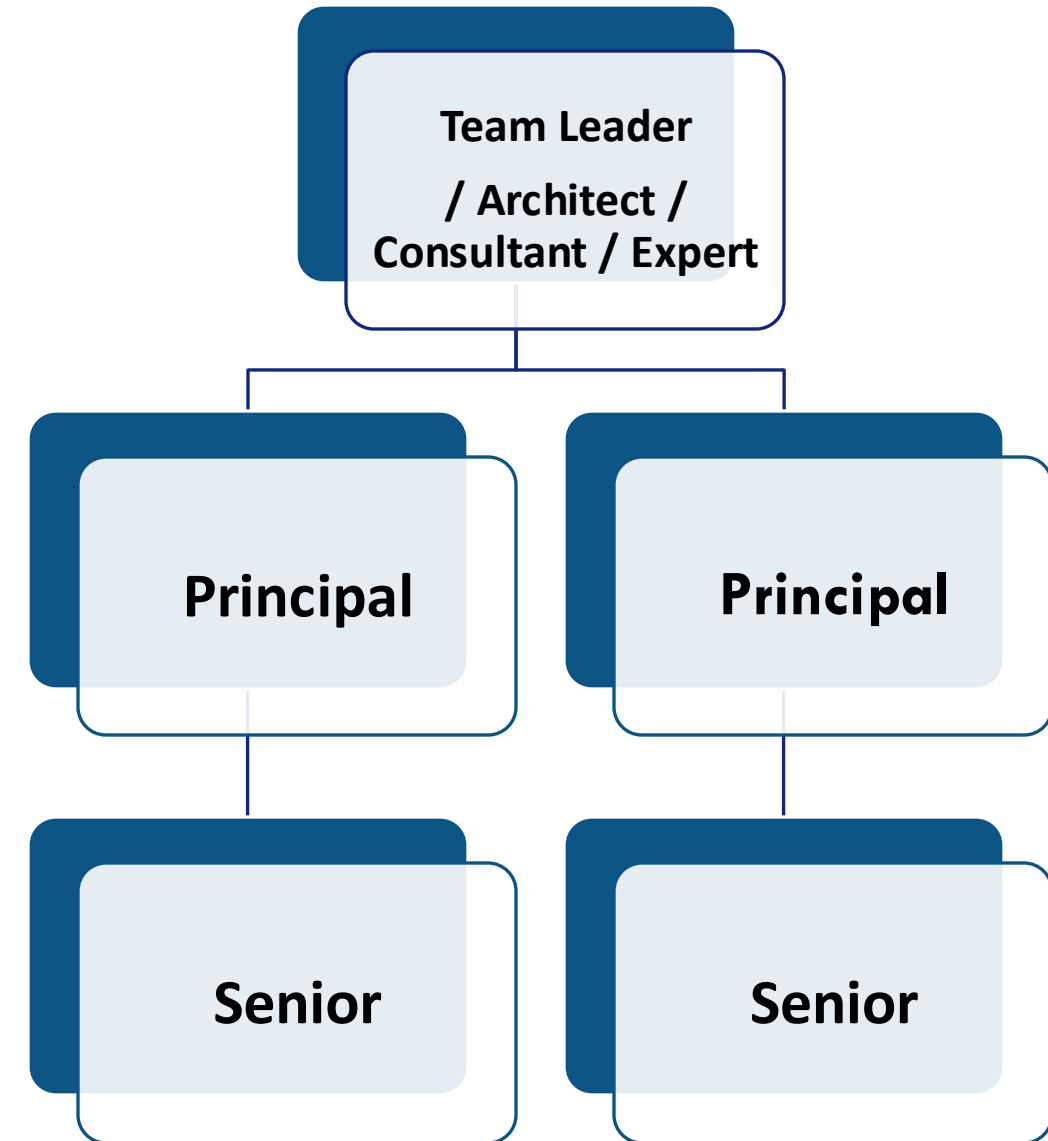 Team Leader
/ Architect /
Consultant / Expert
Principal
Principal
Senior
Senior